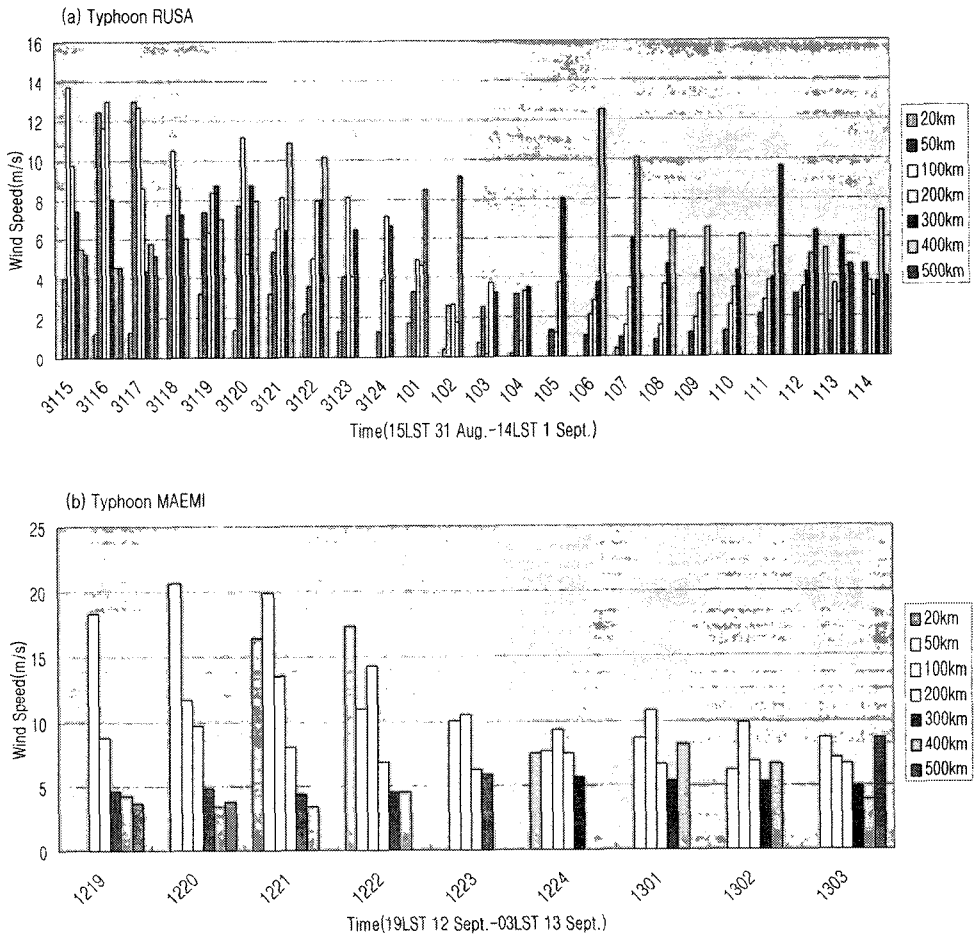 (a) Typhoon RUSA
16
14
12
10
8
6
4
2
0
Wind Speed(m/s)
3115
3116
3117
3118
3119
3120
3121
3122
3123
3124
101
102
103
104
105
106
107
108
109
110
111
112
113
114
Time(15LST 31 Aug.-14LST 1 Sept.)
20km
50km
100km
200km
300km
400km
500km
(b) Typhoon MAEMI
25
20
15
10
5
0
Wind Speed(m/s)
1219
1220
1221
1222
1223
1224
1301
1302
1303
Time(19LST 12 Sept.-03LST 13 Sept.)
20km
50km
100km
200km
300km
400km
500km